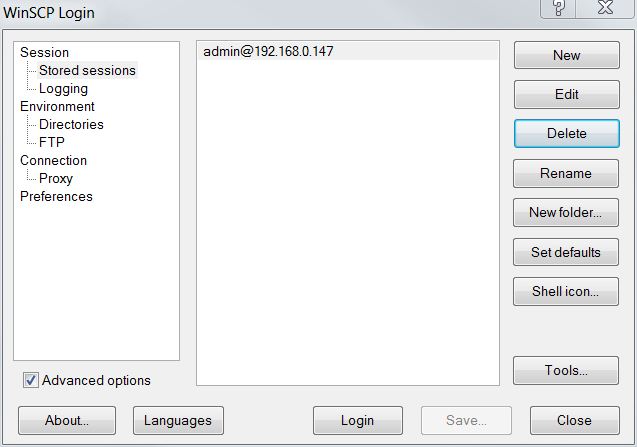 WinSCP Login
Session
Stored sessions
Logging
Environment
Directories
FTP
Connection
Proxy
Preferences
Advanced options
admin@192.168.0.147
New
Edit
Delete
Rename
New folder...
Set defaults
Shell icon...
Tools...
About...
Languages
Login
Save...
Close